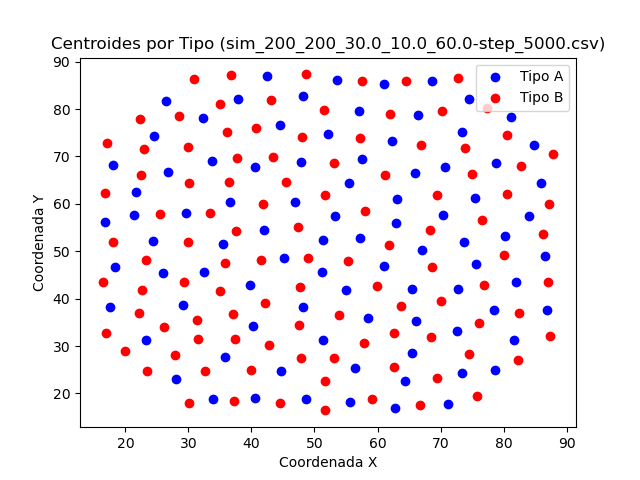 Centroides por Tipo (sim_200_200_30.0_10.0_60.0-step_5000.csv)
Tipo A
Tipo B
90
80
70
60
50
40
30
20
Coordenada Y
20 30 40 50 60 70 80 90
Coordenada X